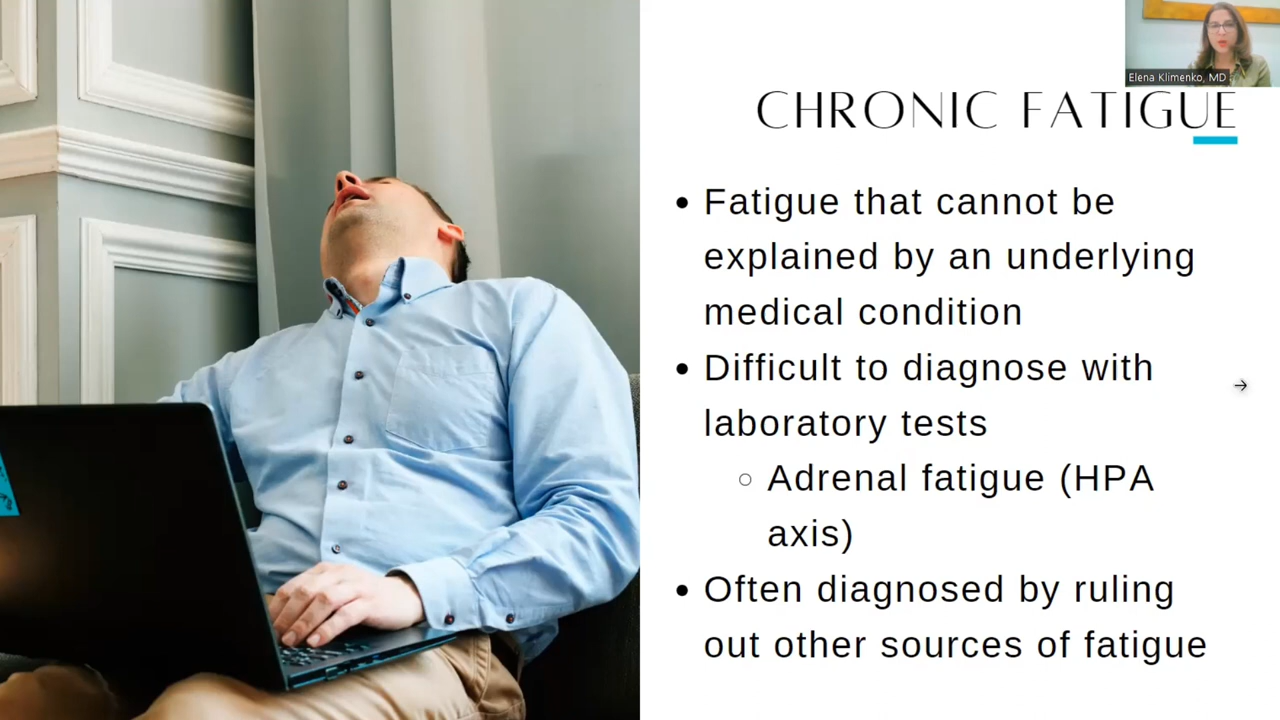 Elena Klimenko, MD
CHRONIC FATIGUE
• Fatigue that cannot be
explained by an underlying
medical condition
• Difficult to diagnose with
laboratory tests
○ Adrenal fatigue (HPA
axis)
• Often diagnosed by ruling
out other sources of fatigue